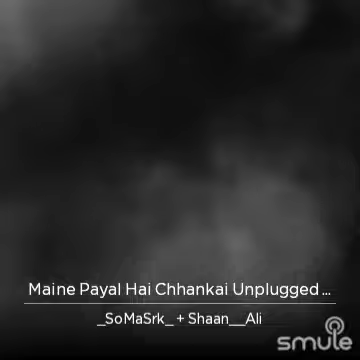 Maine Payal Hai Chhankai Unplugged ...
_SoMaSrk_ + Shaan__Ali
smule